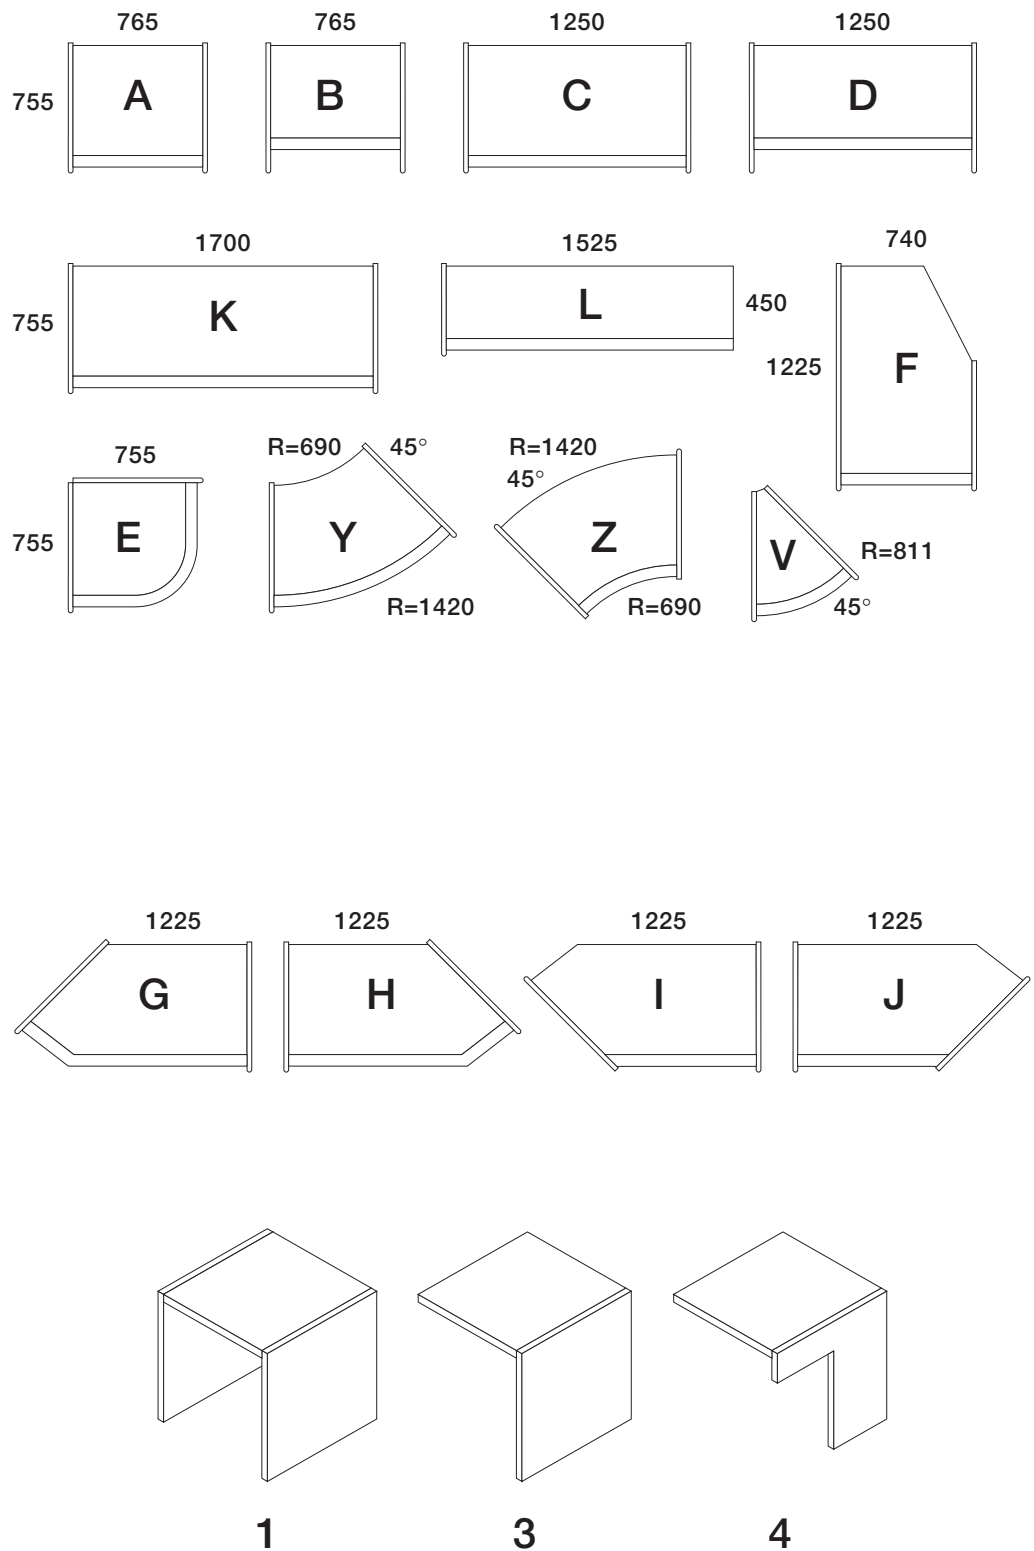 765 765 1250 1250
755 A B C D
1700 1525 740
755 K L 450
1225 F
755 R=690 45° R=1420
45°
755 E Y Z V R=811
R=1420 R=690 45°
1225 1225 1225 1225
G H I J
1 3 4